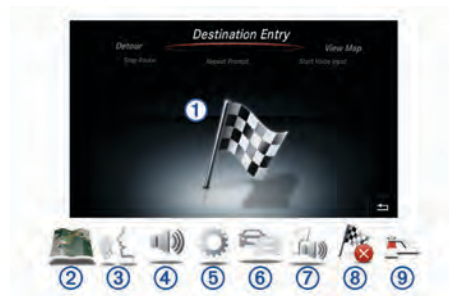 Destination Entry
Detour
View Map
Stop Route
Repeat Prompt
Start Voice Input
1
2
3
4
5
6
7
8
9